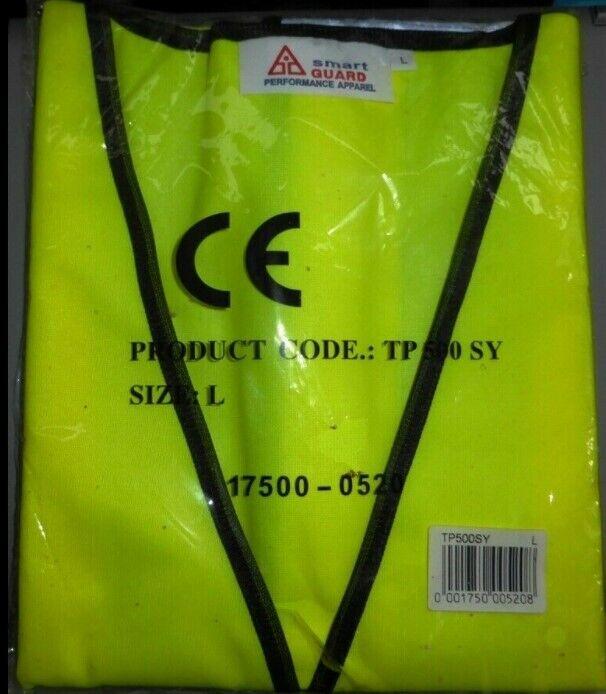 smart
GUARD
PERFORMANCE APPAREL
L
CE
PRODUCT CODE.: TP 500 SY
SIZE: L
17500-0520
TP500SY L
0 001750 005208